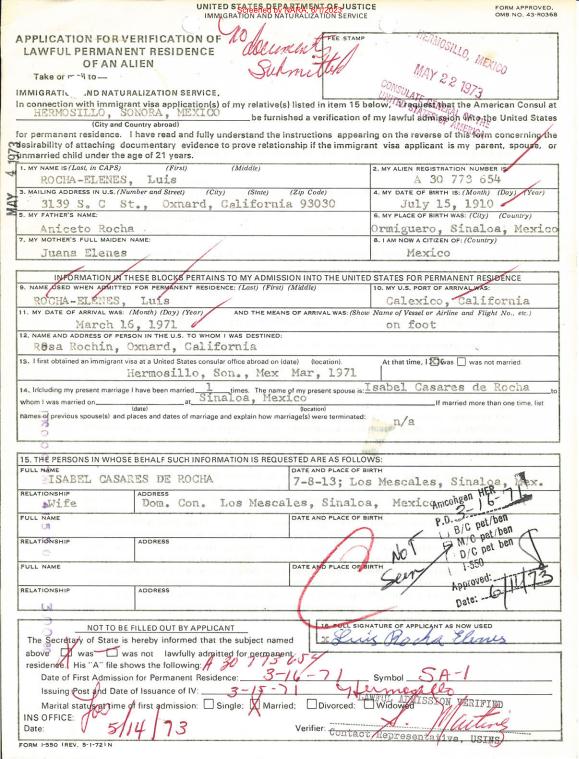 UNITED STATES DEPARTMENT OF JUSTICE
Screened by NARA, 6/1/2023
IMMIGRATION AND NATURALIZATION SERVICE
FORM APPROVED.
OMB NO. 43-R0368
APPLICATION FOR VERIFICATION OF
LAWFUL PERMANENT RESIDENCE
OF AN ALIEN
No documents Submitted
FEE STAMP
HERMOSILLO, MEXICO
MAY 22 1973
CONSULATE GENERAL OF THE
UNITED STATES OF AMERICA
Take or to—
IMMIGRATION AND NATURALIZATION SERVICE.
In connection with immigrant visa application(s) of my relative(s) listed in item 15 below, I request that the American Consul at
HERMOSILLO, SONORA, MEXICO be furnished a verification of my lawful admission into the United States
(City and Country abroad)
for permanent residence. I have read and fully understand the instructions appearing on the reverse of this form concerning the
desirability of attaching documentary evidence to prove relationship if the immigrant visa applicant is my parent, spouse, or
unmarried child under the age of 21 years.
MAY 4 1973
1. MY NAME IS (Last, in CAPS) (First) (Middle)
ROCHA-ELENES, Luis
2. MY ALIEN REGISTRATION NUMBER IS
A 30 773 654
3. MAILING ADDRESS IN U.S. (Number and Street) (City) (State) (Zip Code)
3139 S. C St., Oxnard, California 93030
4. MY DATE OF BIRTH IS: (Month) (Day) (Year)
July 15, 1910
5. MY FATHER'S NAME:
Aniceto Rocha
6. MY PLACE OF BIRTH WAS: (City) (Country)
Ormiguero, Sinaloa, Mexico
7. MY MOTHER'S FULL MAIDEN NAME:
Juana Elenes
8. I AM NOW A CITIZEN OF: (Country)
Mexico
INFORMATION IN THESE BLOCKS PERTAINS TO MY ADMISSION INTO THE UNITED STATES FOR PERMANENT RESIDENCE
9. NAME USED WHEN ADMITTED FOR PERMANENT RESIDENCE: (Last) (First) (Middle)
ROCHA-ELENES, Luis
10. MY U.S. PORT OF ARRIVAL WAS:
Calexico, California
11. MY DATE OF ARRIVAL WAS: (Month) (Day) (Year) AND THE MEANS OF ARRIVAL WAS: (Show Name of Vessel or Airline and Flight No., etc.)
March 16, 1971 on foot
12. NAME AND ADDRESS OF PERSON IN THE U.S. TO WHOM I WAS DESTINED:
Rosa Rochin, Oxnard, California
13. I first obtained an immigrant visa at a United States consular office abroad on (date) (location). At that time, I was was not married
Hermosillo, Son., Mex Mar, 1971
14. Including my present marriage I have been married 1 times. The name of my present spouse is Isabel Casares de Rocha to
whom I was married on at Sinaloa, Mexico If married more than one time, list
(date) (location)
names of previous spouse(s) and places and dates of marriage and explain how marriage(s) were terminated:
n/a
15. THE PERSONS IN WHOSE BEHALF SUCH INFORMATION IS REQUESTED ARE AS FOLLOWS:
FULL NAME DATE AND PLACE OF BIRTH
ISABEL CASARES DE ROCHA 7-8-13; Los Mescales, Sinaloa, Mex.
RELATIONSHIP ADDRESS
Wife Dom. Con. Los Mescales, Sinaloa, Mexico
FULL NAME DATE AND PLACE OF BIRTH
RELATIONSHIP ADDRESS
FULL NAME DATE AND PLACE OF BIRTH
RELATIONSHIP ADDRESS
Amcongen HER
P.D. 3-16-71
B/C pet/ben
M/C pet/ben
D/C pet ben
I-550
Approved:
Date: 6/11/73
NOT Seen
NOT TO BE FILLED OUT BY APPLICANT
The Secretary of State is hereby informed that the subject named
above was was not lawfully admitted for permanent
residence. His "A" file shows the following: A 30 773 654
16. FULL SIGNATURE OF APPLICANT AS NOW USED
Luis Rocha Elenes
Date of First Admission for Permanent Residence: 3-16-71 Symbol SA-1
Issuing Post and Date of Issuance of IV: 3-15-71 Hermosillo
Marital status at time of first admission: Single; Married; Divorced; Widowed
LAWFUL ADMISSION VERIFIED
INS OFFICE: Los
Date: 5/14/73
Verifier: S. Martinez
Contact Representative, USINS
FORM I-550 (REV. 5-1-72)N